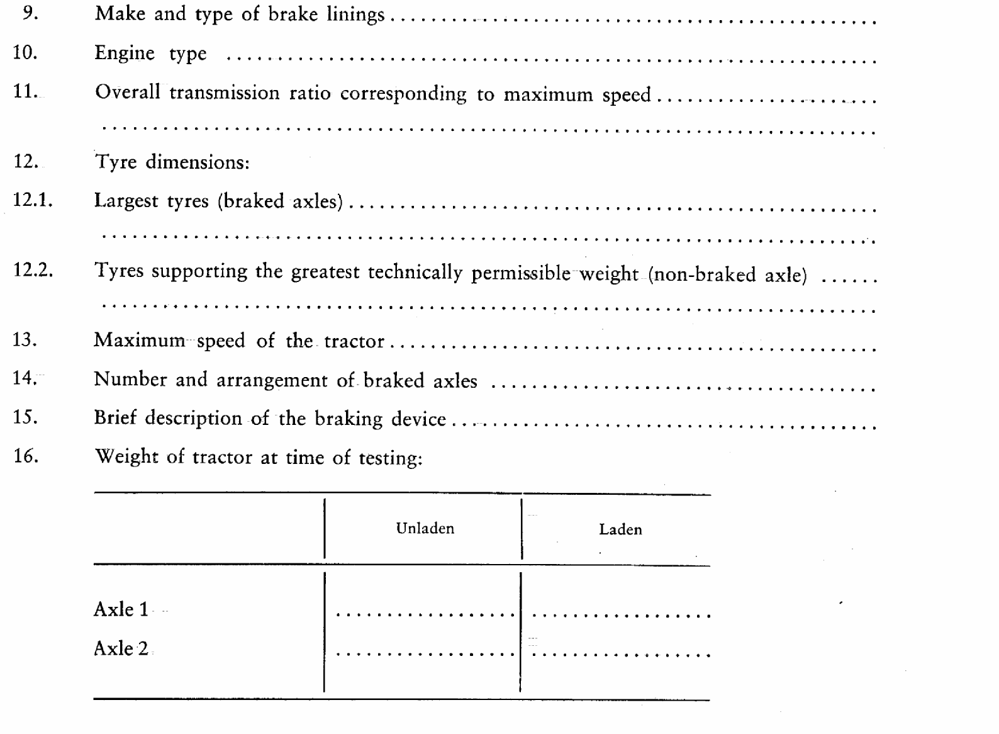 9. Make and type of brake linings ..........
10. Engine type ..........
11. Overall transmission ratio corresponding to maximum speed ..........
..........
12. Tyre dimensions:
12.1. Largest tyres (braked axles) ..........
..........
12.2. Tyres supporting the greatest technically permissible weight (non-braked axle) ......
..........
13. Maximum speed of the tractor ..........
14. Number and arrangement of braked axles ..........
15. Brief description of the braking device ..........
16. Weight of tractor at time of testing:
Unladen Laden
Axle 1 .......... ..........
Axle 2 .......... ..........